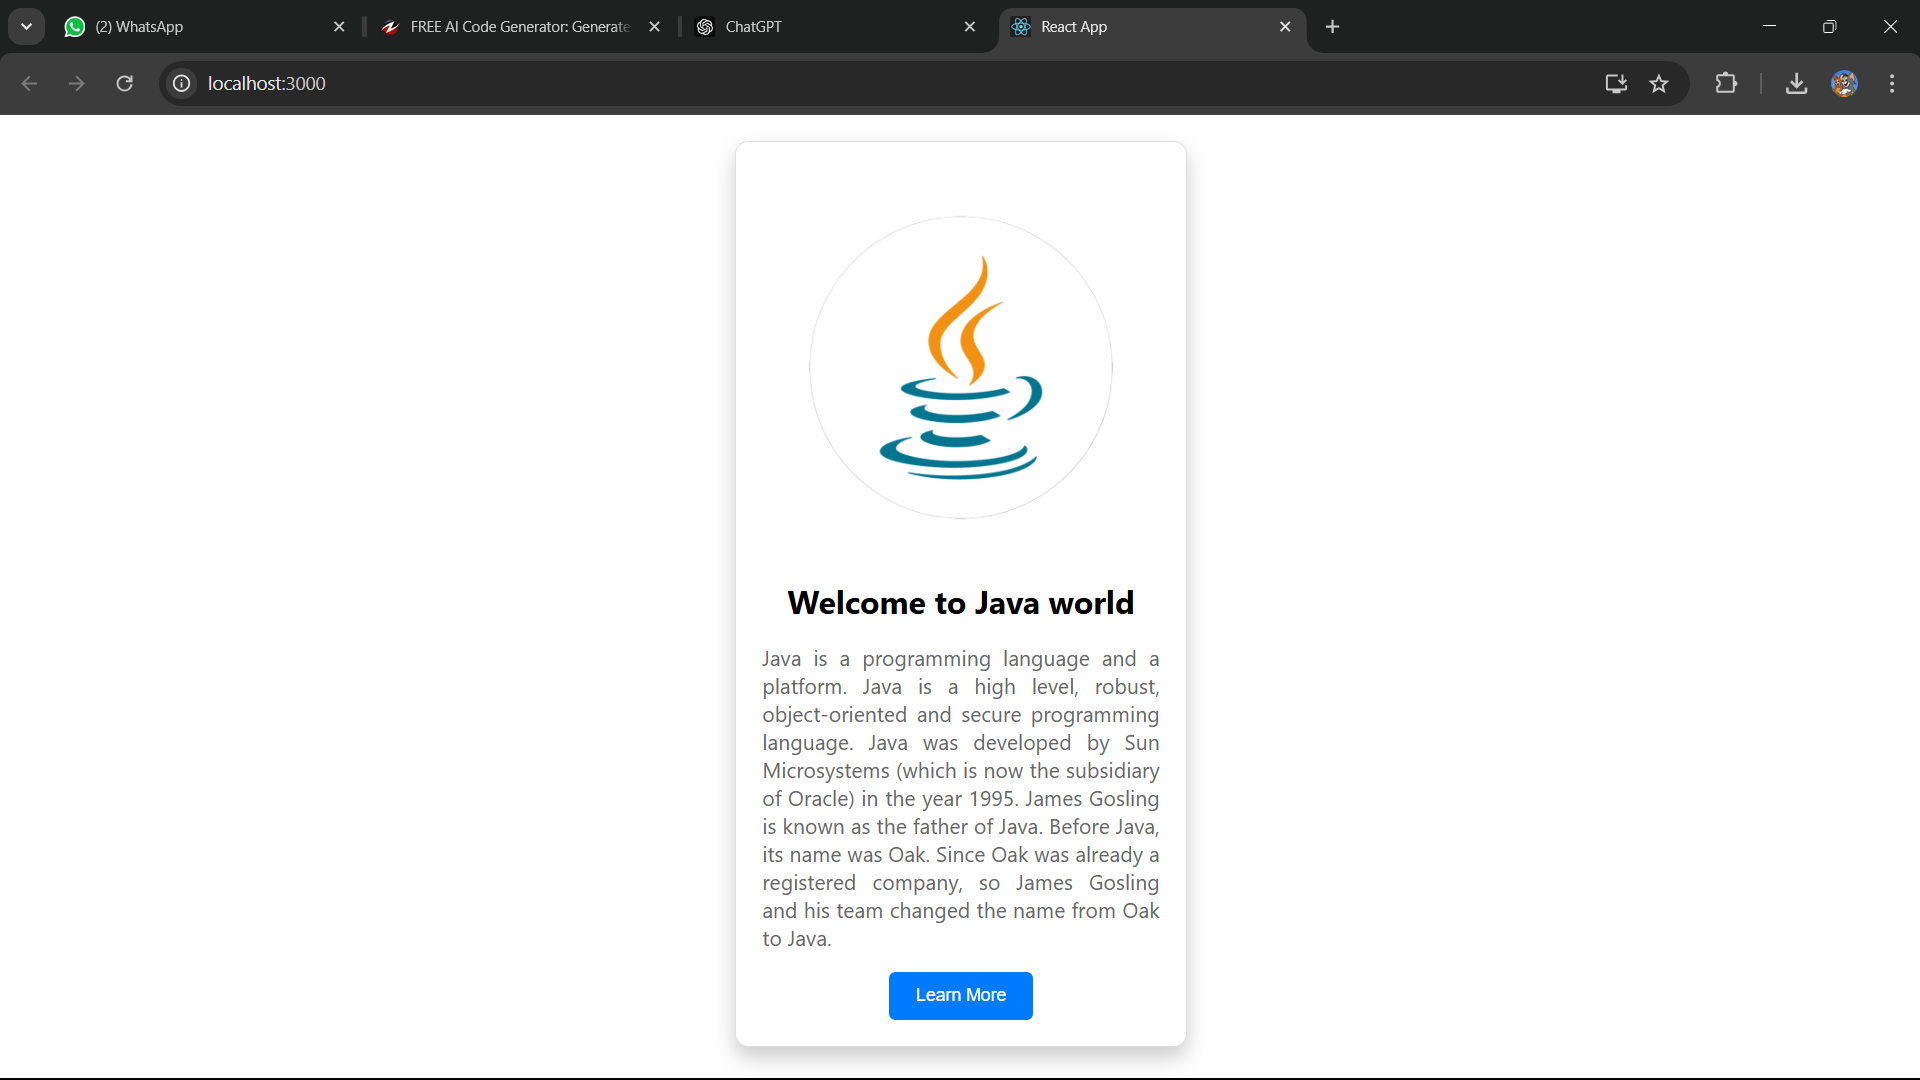 (2) WhatsApp
FREE AI Code Generator: Generate
ChatGPT
React App
localhost:3000
Welcome to Java world
Java is a programming language and a
platform. Java is a high level, robust,
object-oriented and secure programming
language. Java was developed by Sun
Microsystems (which is now the subsidiary
of Oracle) in the year 1995. James Gosling
is known as the father of Java. Before Java,
its name was Oak. Since Oak was already a
registered company, so James Gosling
and his team changed the name from Oak
to Java.
Learn More